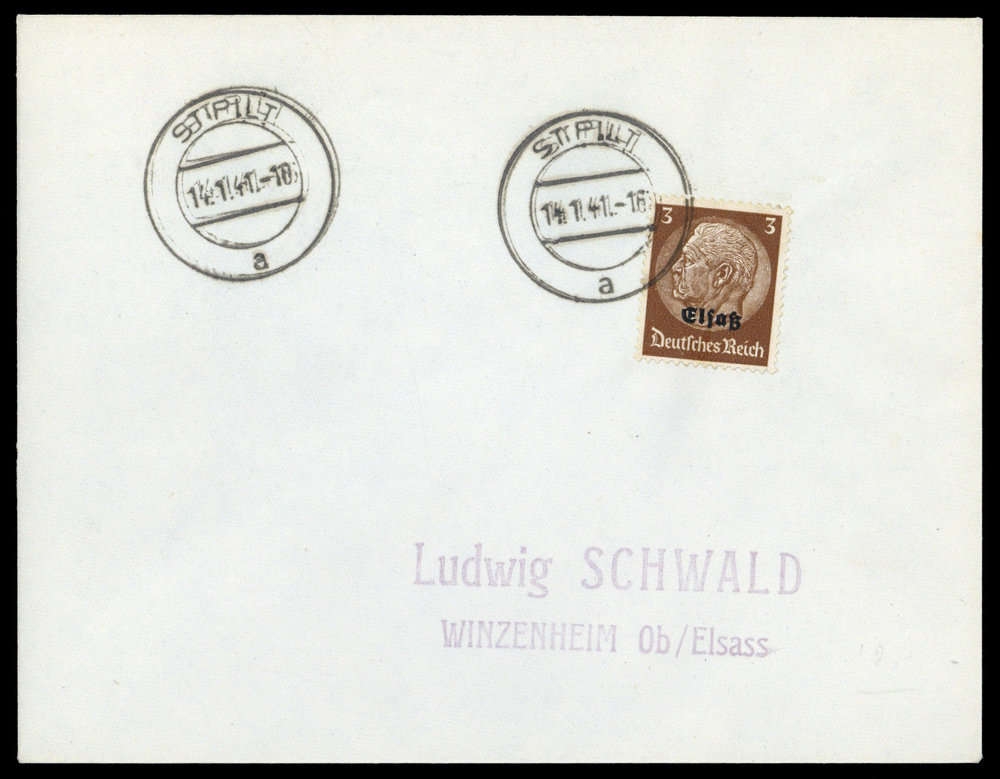 ST PILT
14.1.41.-18
a
ST PILT
14.1.41.-18
a
3 3
Elsaß
Deutsches Reich
Ludwig SCHWALD
WINZENHEIM Ob/Elsass